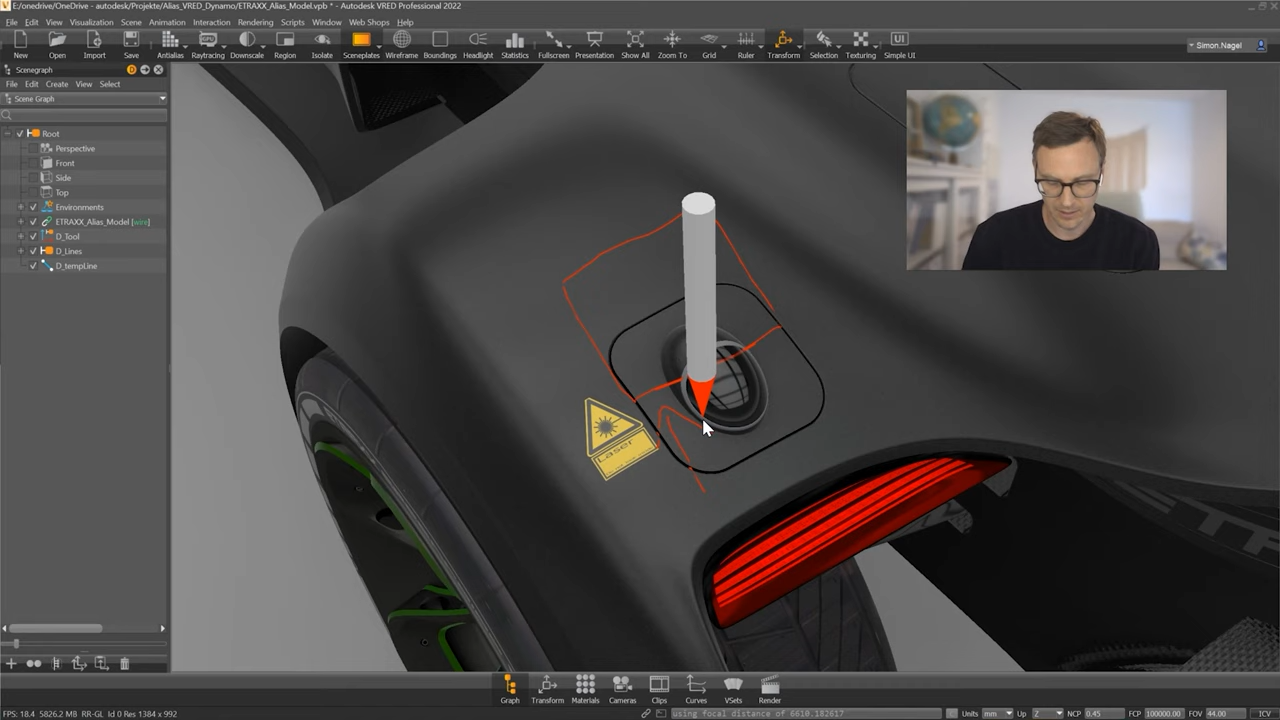 E:/onedrive/OneDrive - autodesk/Projekte/Alias_VRED_Dynamo/ETRAXX_Alias_Model.vpb * - Autodesk VRED Professional 2022
File Edit View Visualization Scene Animation Interaction Rendering Scripts Window Web Shops Help
New Open Import Save Antialias Raytracing Downscale Region Isolate Sceneplates Wireframe Boundings Headlight Statistics Fullscreen Presentation Show All Zoom To Grid Ruler Transform Selection Texturing Simple UI
Simon.Nagel
Scenegraph
File Edit Create View Select
Scene Graph
Root
Perspective
Front
Side
Top
Environments
ETRAXX_Alias_Model [wire]
D_Tool
D_Lines
D_tempLine
Laser
Graph Transform Materials Cameras Clips Curves VSets Render
FPS: 18.4 5826.2 MB RR-GL Id 0 Res 1384 x 992
using focal distance of 6610.182617
Units mm Up Z NCP 0.45 FCP 100000.00 FOV 44.00 ICV